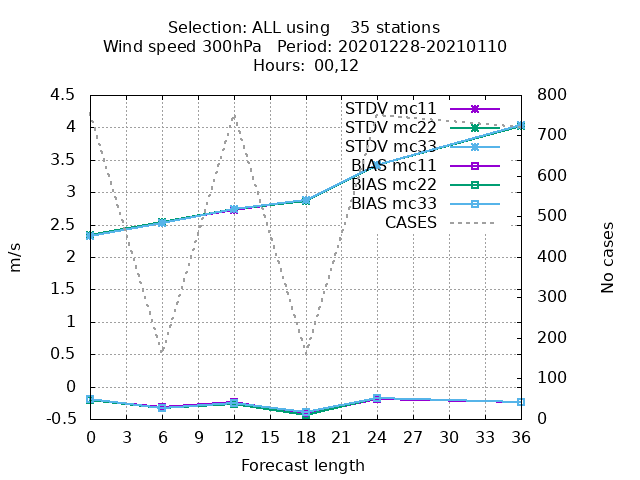 Selection: ALL using    35 stations
Wind speed 300hPa   Period: 20201228-20210110
Hours:  00,12
4.5
4
3.5
3
2.5
2
1.5
1
0.5
0
-0.5
m/s
800
700
600
500
400
300
200
100
0
No cases
STDV mc11
STDV mc22
STDV mc33
BIAS mc11
BIAS mc22
BIAS mc33
CASES
0 3 6 9 12 15 18 21 24 27 30 33 36
Forecast length